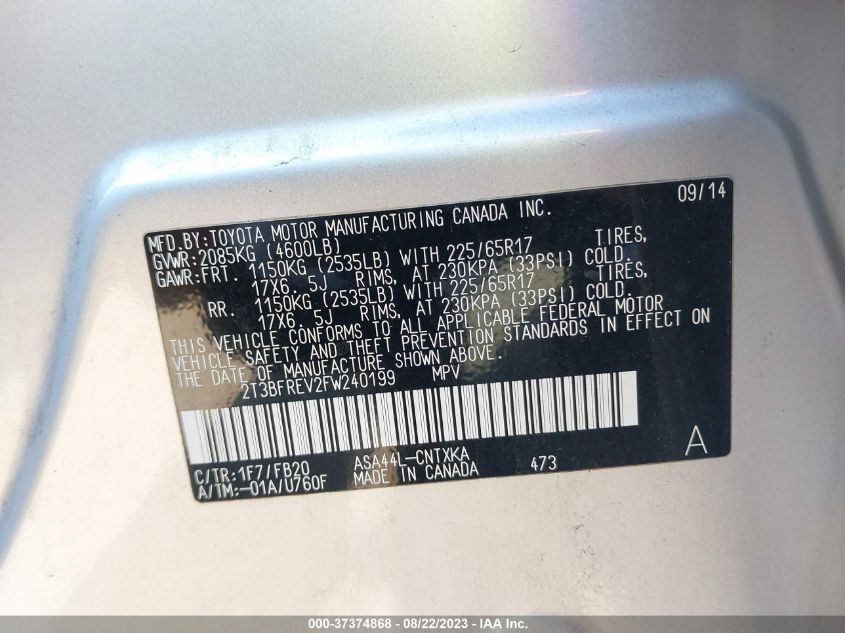 09/14
MFD.BY:TOYOTA MOTOR MANUFACTURING CANADA INC.
GVWR:2085KG (4600LB)
GAWR:FRT. 1150KG (2535LB) WITH 225/65R17 TIRES,
17X6.5J RIMS, AT 230KPA (33PSI) COLD.
RR. 1150KG (2535LB) WITH 225/65R17 TIRES,
17X6.5J RIMS, AT 230KPA (33PSI) COLD.
THIS VEHICLE CONFORMS TO ALL APPLICABLE FEDERAL MOTOR
VEHICLE SAFETY AND THEFT PREVENTION STANDARDS IN EFFECT ON
THE DATE OF MANUFACTURE SHOWN ABOVE.
2T3BFREV2FW240199 MPV
C/TR:1F7/FB20 ASA44L-CNTXKA
A/TM:-01A/U760F MADE IN CANADA 473 A
000-37374868 - 08/22/2023 - IAA Inc.